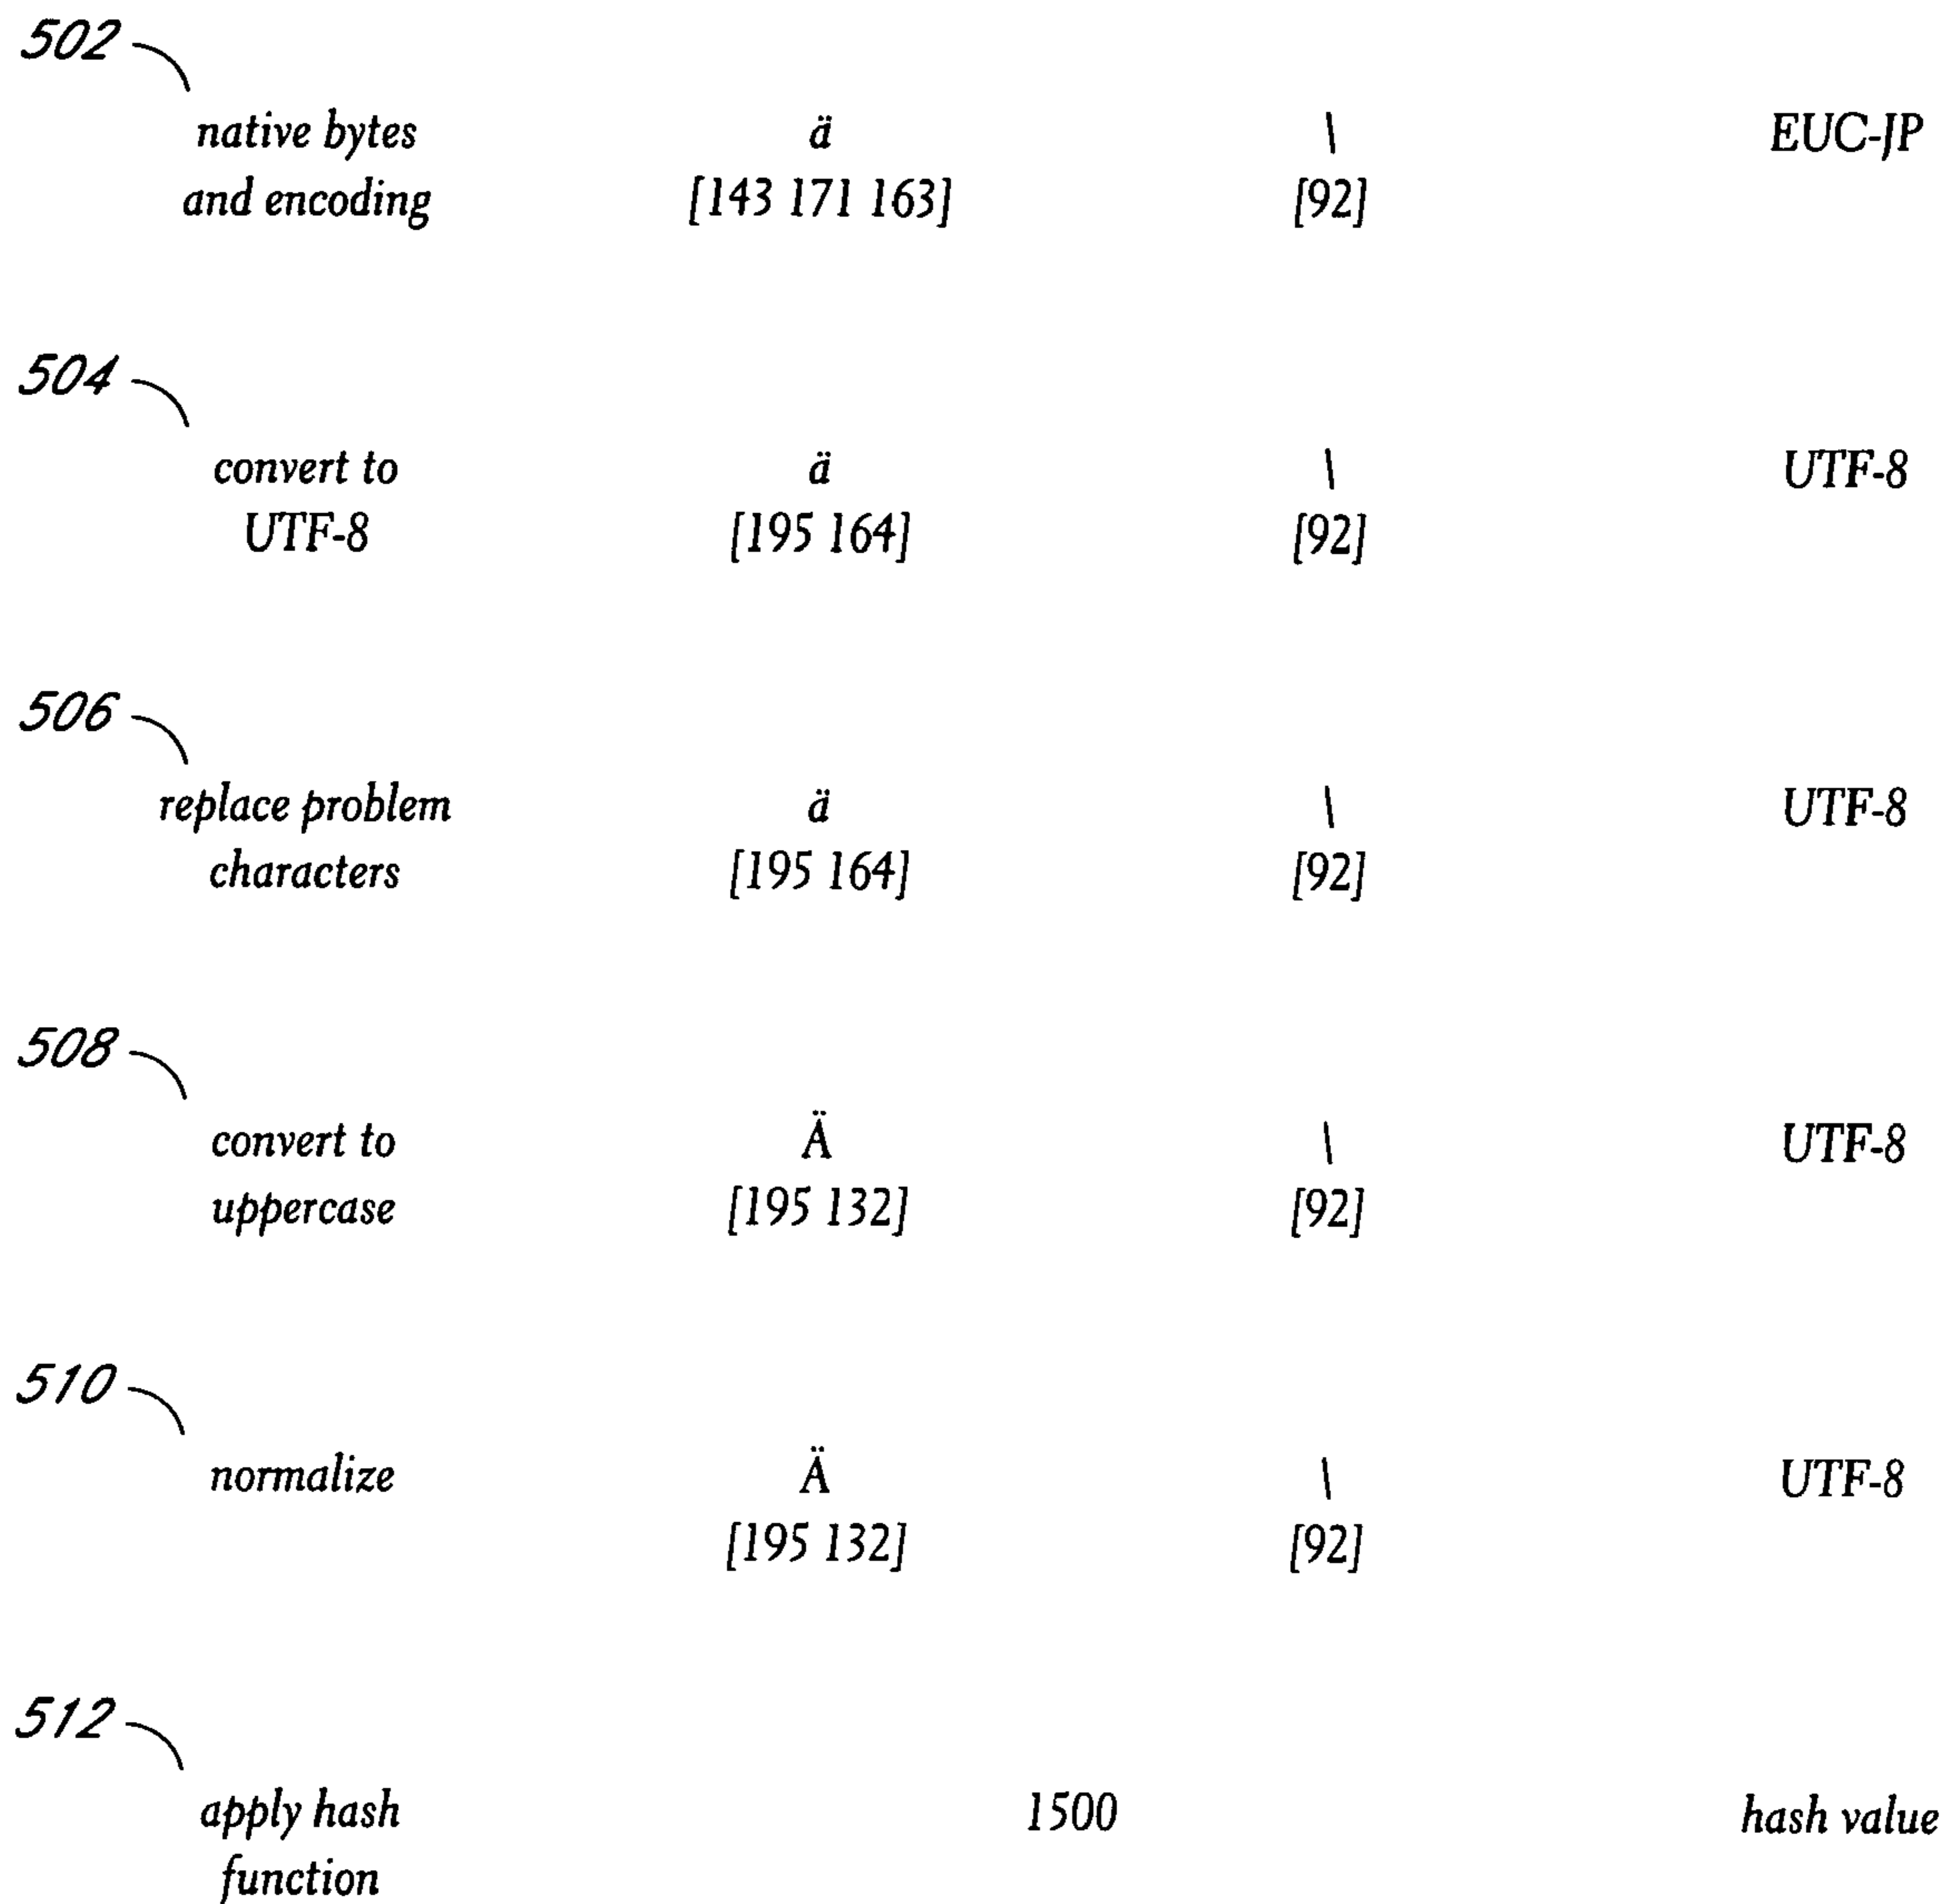 502
native bytes ä \ EUC-JP
and encoding [143 171 163] [92]
504
convert to ä \ UTF-8
UTF-8 [195 164] [92]
506
replace problem ä \ UTF-8
characters [195 164] [92]
508
convert to Ä \ UTF-8
uppercase [195 132] [92]
510
normalize Ä \ UTF-8
[195 132] [92]
512
apply hash 1500 hash value
function